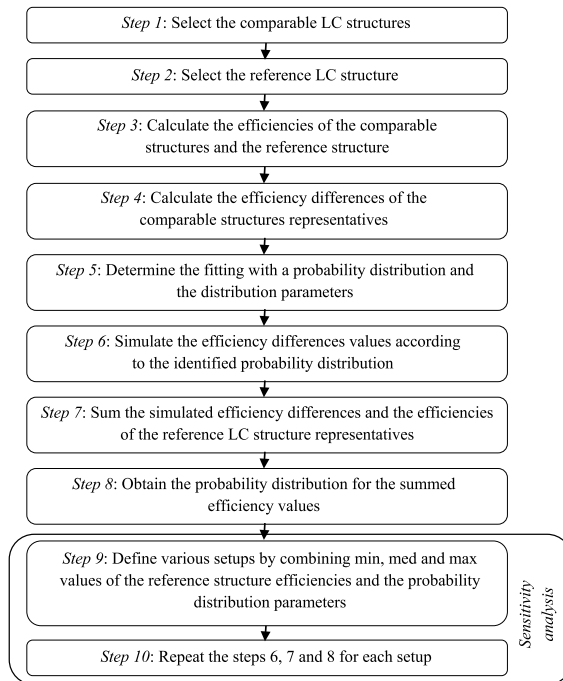 Step 1: Select the comparable LC structures
Step 2: Select the reference LC structure
Step 3: Calculate the efficiencies of the comparable
structures and the reference structure
Step 4: Calculate the efficiency differences of the
comparable structures representatives
Step 5: Determine the fitting with a probability distribution and
the distribution parameters
Step 6: Simulate the efficiency differences values according
to the identified probability distribution
Step 7: Sum the simulated efficiency differences and the efficiencies
of the reference LC structure representatives
Step 8: Obtain the probability distribution for the summed
efficiency values
Step 9: Define various setups by combining min, med and max
values of the reference structure efficiencies and the probability
distribution parameters
Step 10: Repeat the steps 6, 7 and 8 for each setup
Sensitivity
analysis